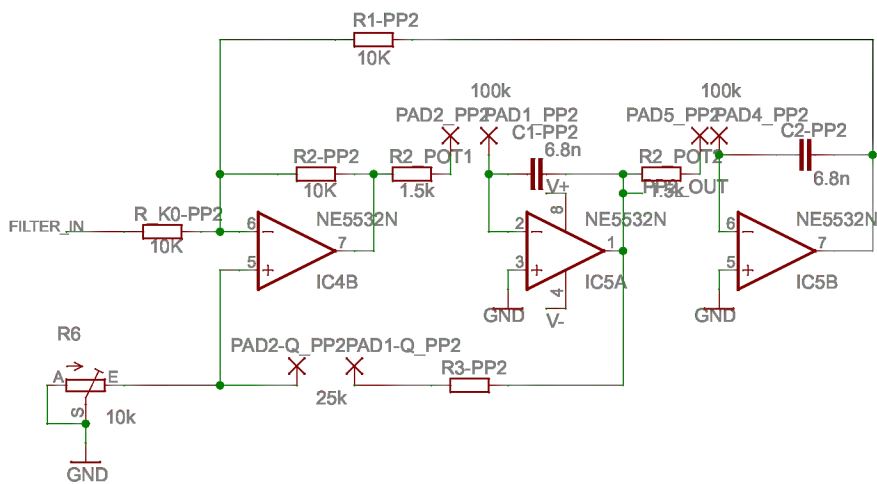 R1-PP2
10K
100k
100k
PAD2_PP2
PAD1_PP2
PAD5_PP2
PAD4_PP2
C1-PP2
C2-PP2
6.8n
R2-PP2
R2_POT1
R2_POT2
10K
1.5k
V+
1.5k
PP2_OUT
6.8n
FILTER_IN
R_K0-PP2
10K
NE5532N
8
NE5532N
NE5532N
6
7
2
1
6
7
5
3
5
IC4B
4
IC5A
IC5B
GND
V-
GND
R6
PAD2-Q_PP2
PAD1-Q_PP2
R3-PP2
A
E
S
10k
25k
GND